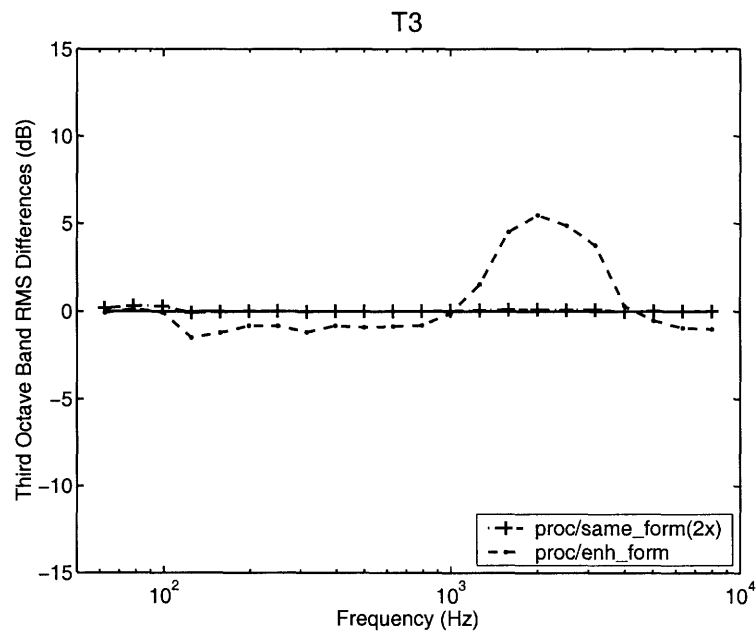 T3
Third Octave Band RMS Differences (dB)
15
10
5
0
−5
−10
−15
10²
10³
10⁴
Frequency (Hz)
proc/same_form(2x)
proc/enh_form